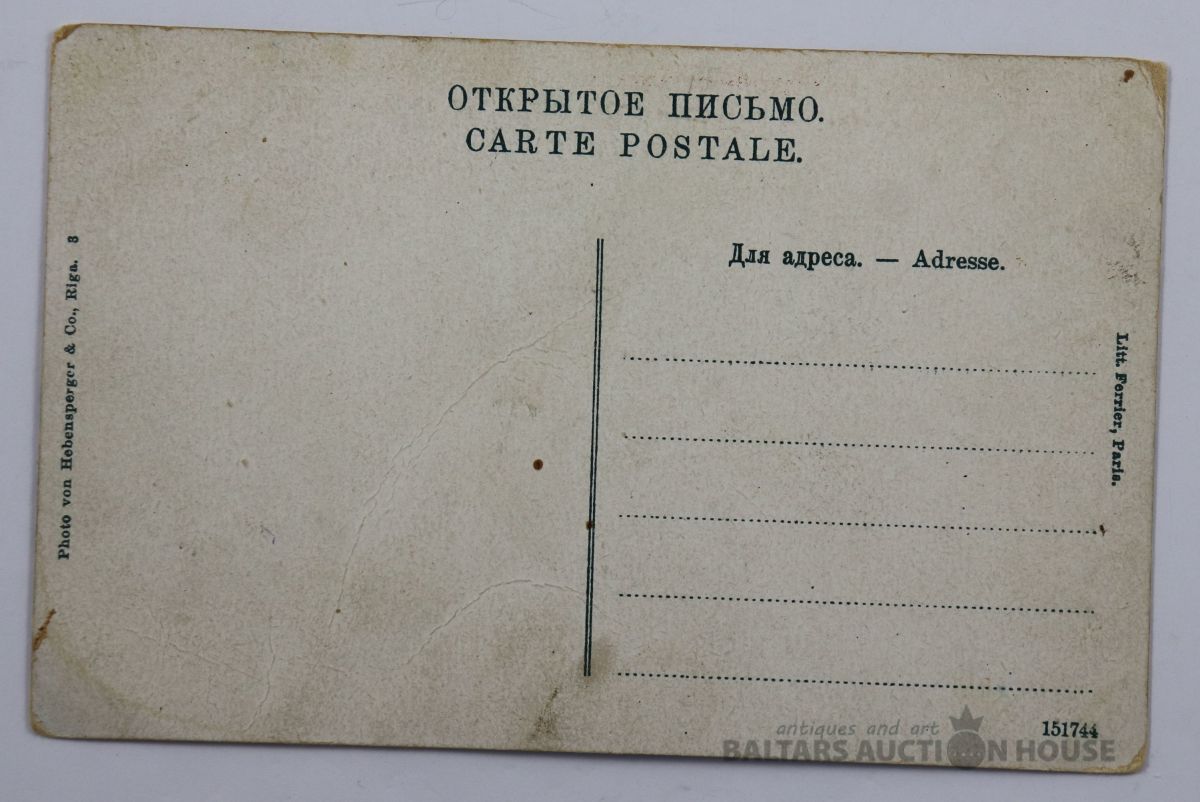 ОТКРЫТОЕ ПИСЬМО.
CARTE POSTALE.
Photo von Hebensperger & Co., Riga. 3
Для адреса. — Adresse.
Litt. Ferrier, Paris.
151744
antiques and art
BALTARS AUCTION HOUSE